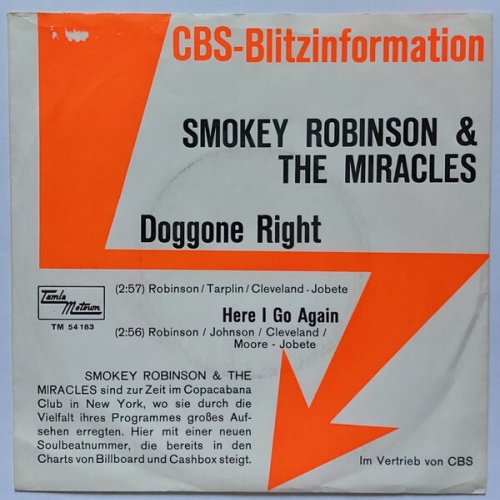 CBS-Blitzinformation
SMOKEY ROBINSON &
THE MIRACLES
Doggone Right
(2:57) Robinson / Tarplin / Cleveland - Jobete
Here I Go Again
(2:56) Robinson / Johnson / Cleveland /
Moore - Jobete
Tamla
Motown
TM 54183
SMOKEY ROBINSON & THE
MIRACLES sind zur Zeit im Copacabana
Club in New York, wo sie durch die
Vielfalt ihres Programmes großes Auf-
sehen erregten. Hier mit einer neuen
Soulbeatnummer, die bereits in den
Charts von Billboard und Cashbox steigt.
Im Vertrieb von CBS